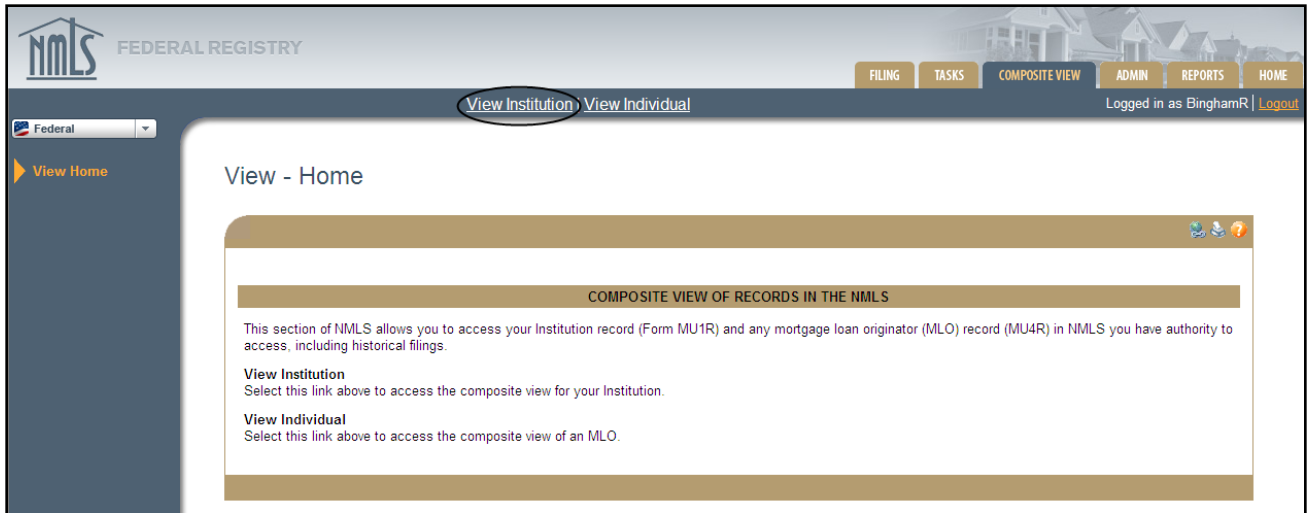 NMLS FEDERAL REGISTRY
FILING TASKS COMPOSITE VIEW ADMIN REPORTS HOME
View Institution View Individual Logged in as BinghamR | Logout
Federal
View Home
View - Home
COMPOSITE VIEW OF RECORDS IN THE NMLS
This section of NMLS allows you to access your Institution record (Form MU1R) and any mortgage loan originator (MLO) record (MU4R) in NMLS you have authority to
access, including historical filings.
View Institution
Select this link above to access the composite view for your Institution.
View Individual
Select this link above to access the composite view of an MLO.